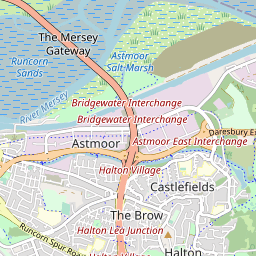 The Mersey
Gateway
Astmoor
Salt Marsh
Runcorn
Sands
River Mersey
Bridgewater Interchange
Bridgewater Interchange
Daresbury E
Astmoor
Astmoor East Interchange
Halton Village
Castlefields
The Brow
Halton Lea Junction
Runcorn Spur Road
Halton